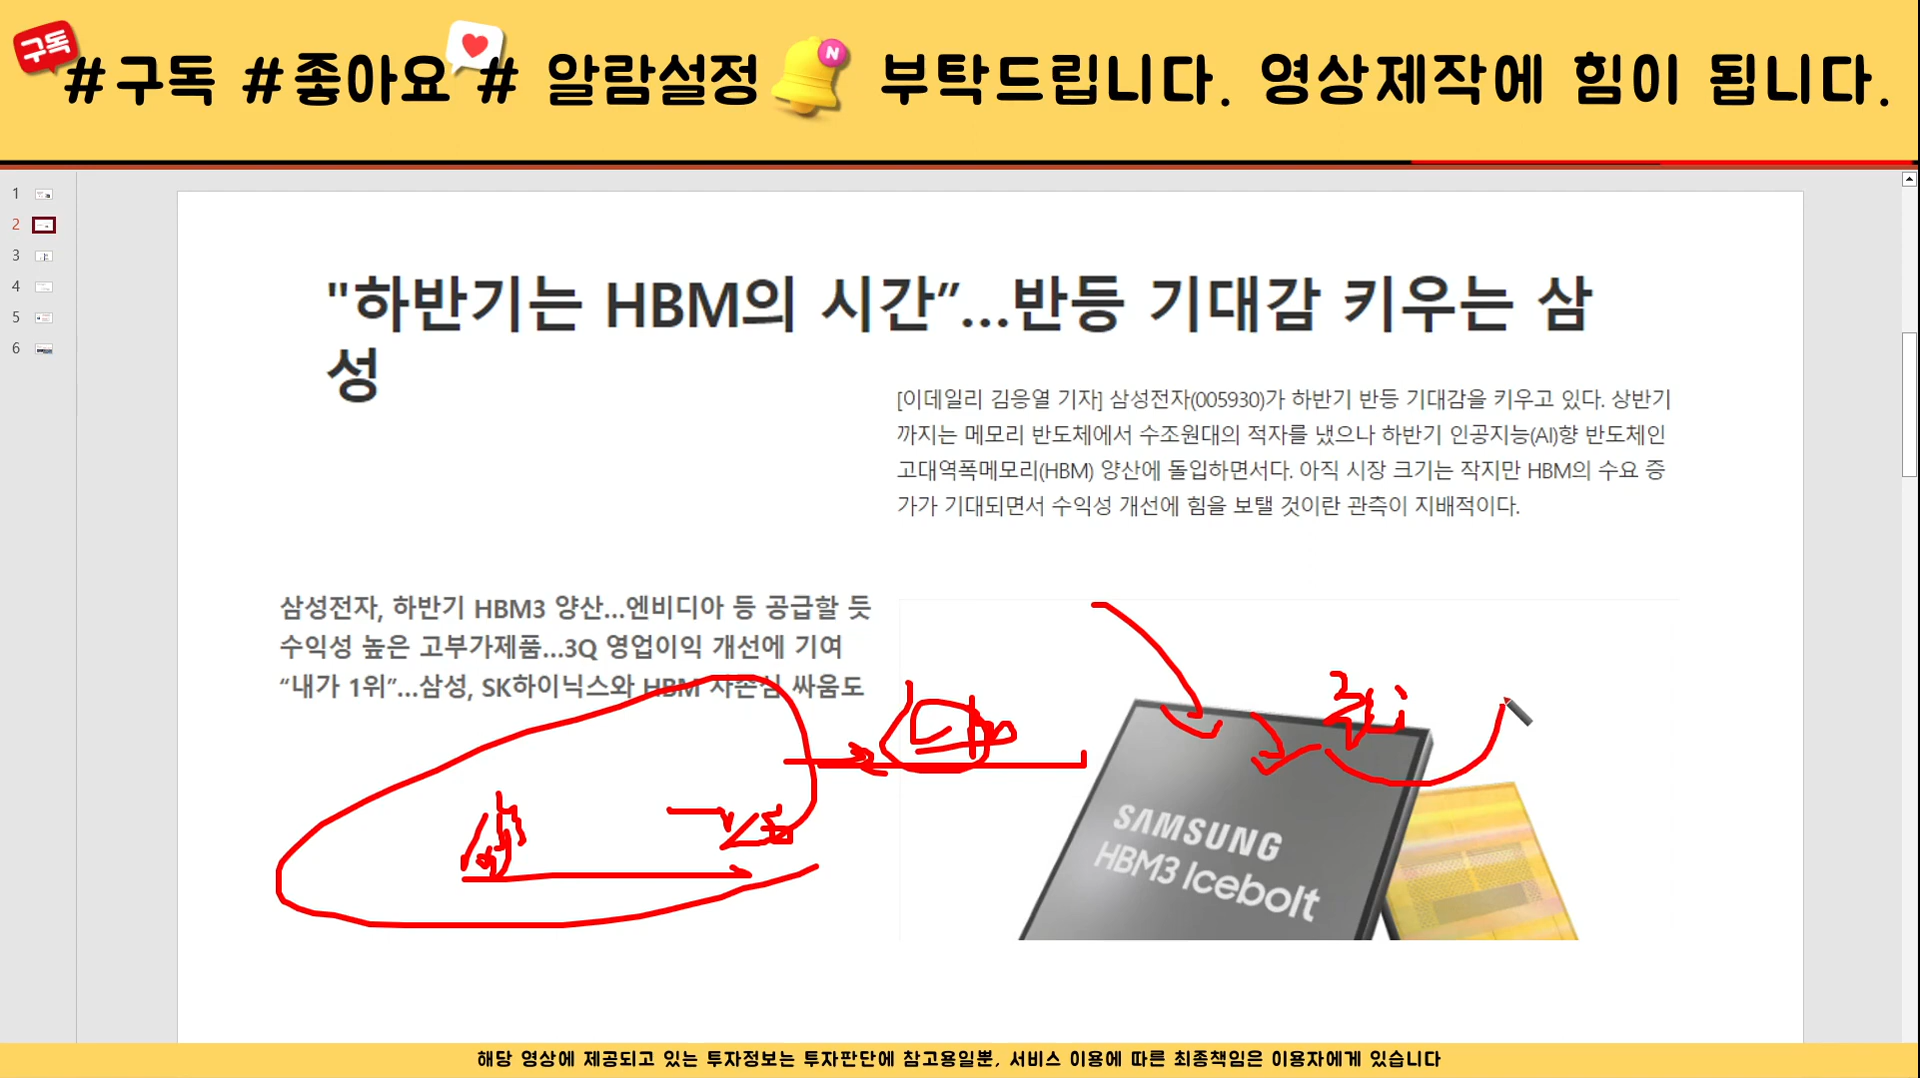 구독
#구독 #좋아요 # 알람설정 N 부탁드립니다. 영상제작에 힘이 됩니다.
1
2
3
4
5
6
"하반기는 HBM의 시간”...반등 기대감 키우는 삼
성
[이데일리 김응열 기자] 삼성전자(005930)가 하반기 반등 기대감을 키우고 있다. 상반기
까지는 메모리 반도체에서 수조원대의 적자를 냈으나 하반기 인공지능(AI)향 반도체인
고대역폭메모리(HBM) 양산에 돌입하면서다. 아직 시장 크기는 작지만 HBM의 수요 증
가가 기대되면서 수익성 개선에 힘을 보탤 것이란 관측이 지배적이다.
삼성전자, 하반기 HBM3 양산...엔비디아 등 공급할 듯
수익성 높은 고부가제품...3Q 영업이익 개선에 기여
“내가 1위”...삼성, SK하이닉스와 HBM 자존심 싸움도
SAMSUNG
HBM3 Icebolt
해당 영상에 제공되고 있는 투자정보는 투자판단에 참고용일뿐, 서비스 이용에 따른 최종책임은 이용자에게 있습니다